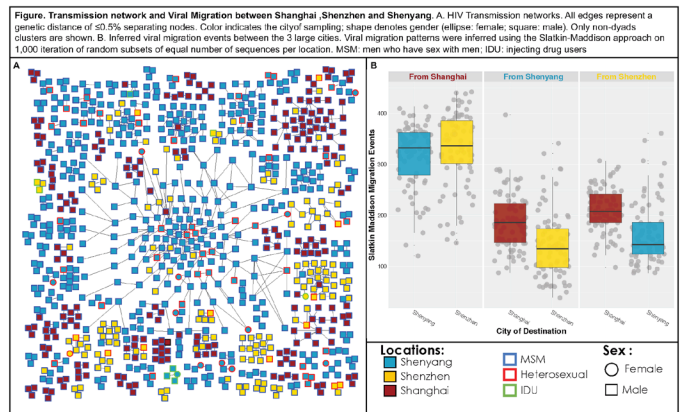 Figure. Transmission network and Viral Migration between Shanghai ,Shenzhen and Shenyang. A. HIV Transmission networks. All edges represent a
genetic distance of ≤0.5% separating nodes. Color indicates the cityof sampling; shape denotes gender (ellipse: female; square: male). Only non-dyads
clusters are shown. B. Inferred viral migration events between the 3 large cities. Viral migration patterns were inferred using the Slatkin-Maddison approach on
1,000 iteration of random subsets of equal number of sequences per location. MSM: men who have sex with men; IDU: injecting drug
users
A
B
From Shanghai
From Shenyang
From Shenzhen
Slatkin Maddison Migration Events
400
300
200
100
Shenyang
Shenzhen
Shanghai
Shenzhen
Shanghai
Shenyang
City of Destination
Locations:
Shenyang
Shenzhen
Shanghai
MSM
Heterosexual
IDU
Sex :
Female
Male